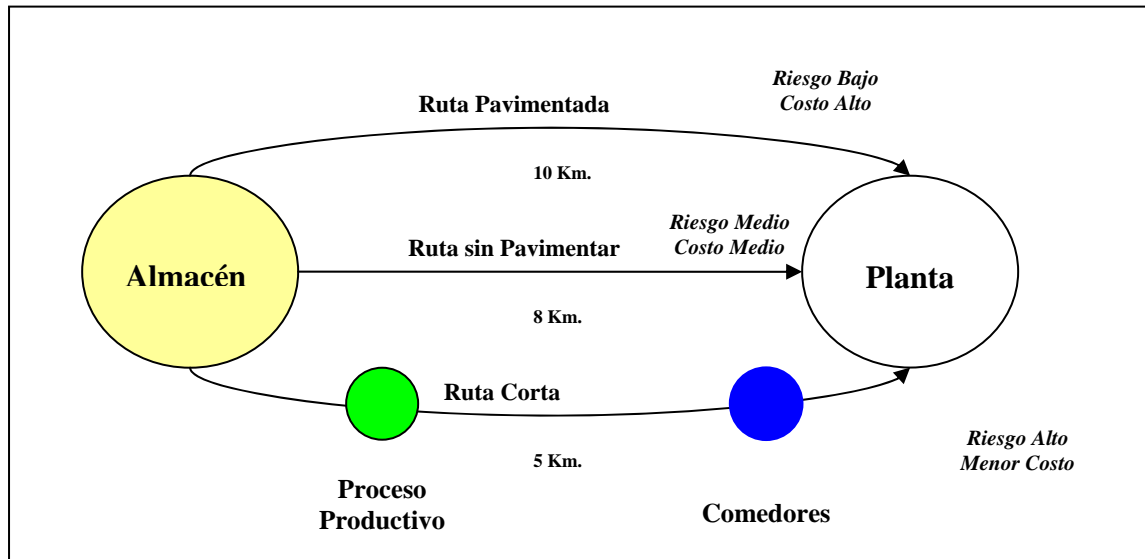 Riesgo Bajo
Costo Alto
Ruta Pavimentada
10 Km.
Riesgo Medio
Costo Medio
Ruta sin Pavimentar
Almacén
Planta
8 Km.
Ruta Corta
5 Km.
Riesgo Alto
Menor Costo
Proceso
Productivo
Comedores